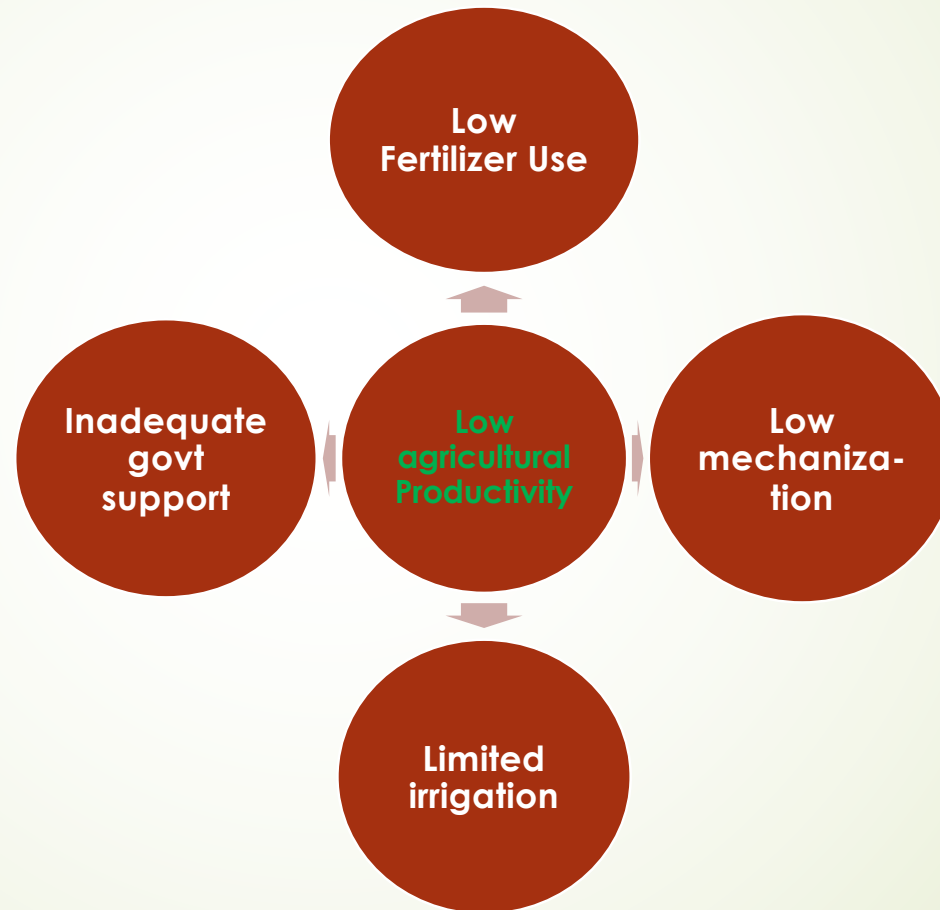 Low
Fertilizer Use
Inadequate
govt
support
Low
agricultural
Productivity
Low
mechaniza-
tion
Limited
irrigation